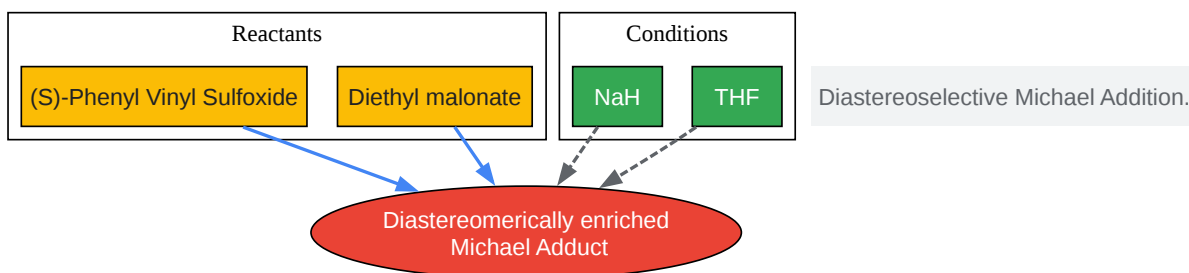 Reactants
Conditions
(S)-Phenyl Vinyl Sulfoxide
Diethyl malonate
NaH
THF
Diastereoselective Michael Addition.
Diastereomerically enriched
Michael Adduct